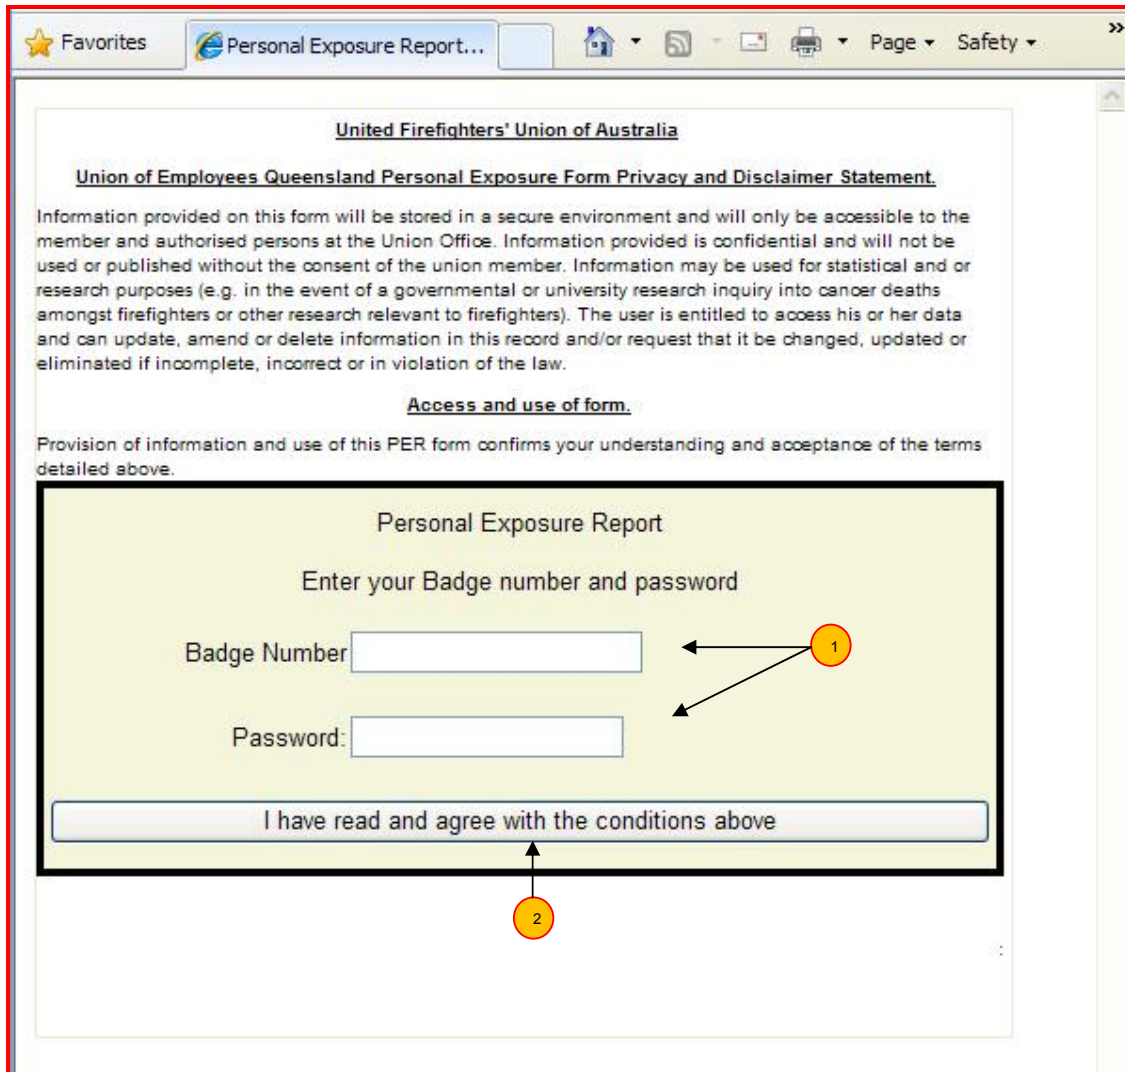 Favorites Personal Exposure Report... Page Safety »
United Firefighters' Union of Australia
Union of Employees Queensland Personal Exposure Form Privacy and Disclaimer Statement.
Information provided on this form will be stored in a secure environment and will only be accessible to the
member and authorised persons at the Union Office. Information provided is confidential and will not be
used or published without the consent of the union member. Information may be used for statistical and or
research purposes (e.g. in the event of a governmental or university research inquiry into cancer deaths
amongst firefighters or other research relevant to firefighters). The user is entitled to access his or her data
and can update, amend or delete information in this record and/or request that it be changed, updated or
eliminated if incomplete, incorrect or in violation of the law.
Access and use of form.
Provision of information and use of this PER form confirms your understanding and acceptance of the terms
detailed above.
Personal Exposure Report
Enter your Badge number and password
Badge Number 1
Password:
I have read and agree with the conditions above
2
: